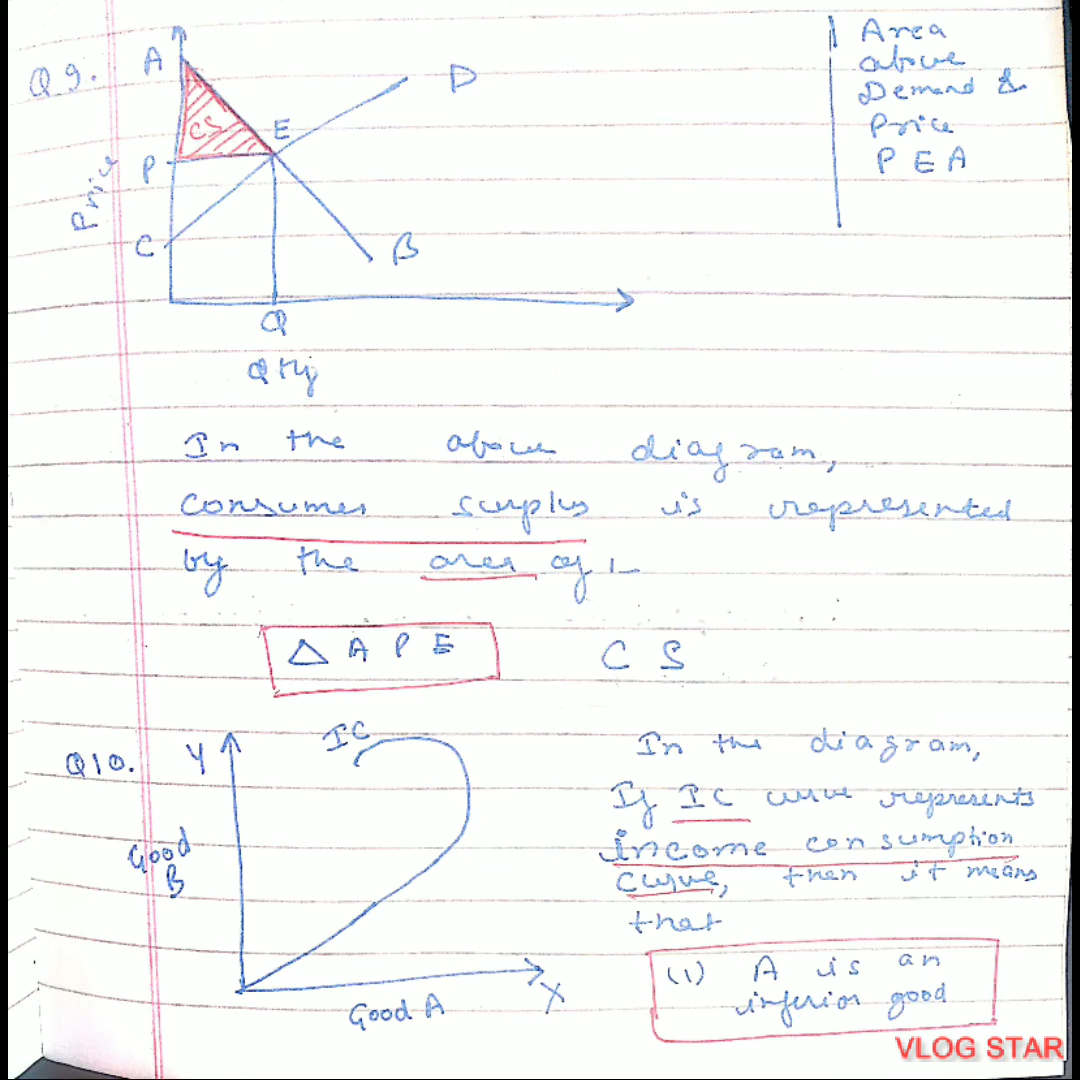 Q9.
A
D
CS
E
P
Price
C
B
Q
Qty
Area
above
Demand &
Price
P E A
In the above diagram,
consumer surplus is represented
by the area of :-
△ A P E
C S
Q10.
Y
IC
Good
B
Good A
X
In the diagram,
If IC curve represents
income consumption
curve, then it means
that
(1) A is an
inferior good
VLOG STAR